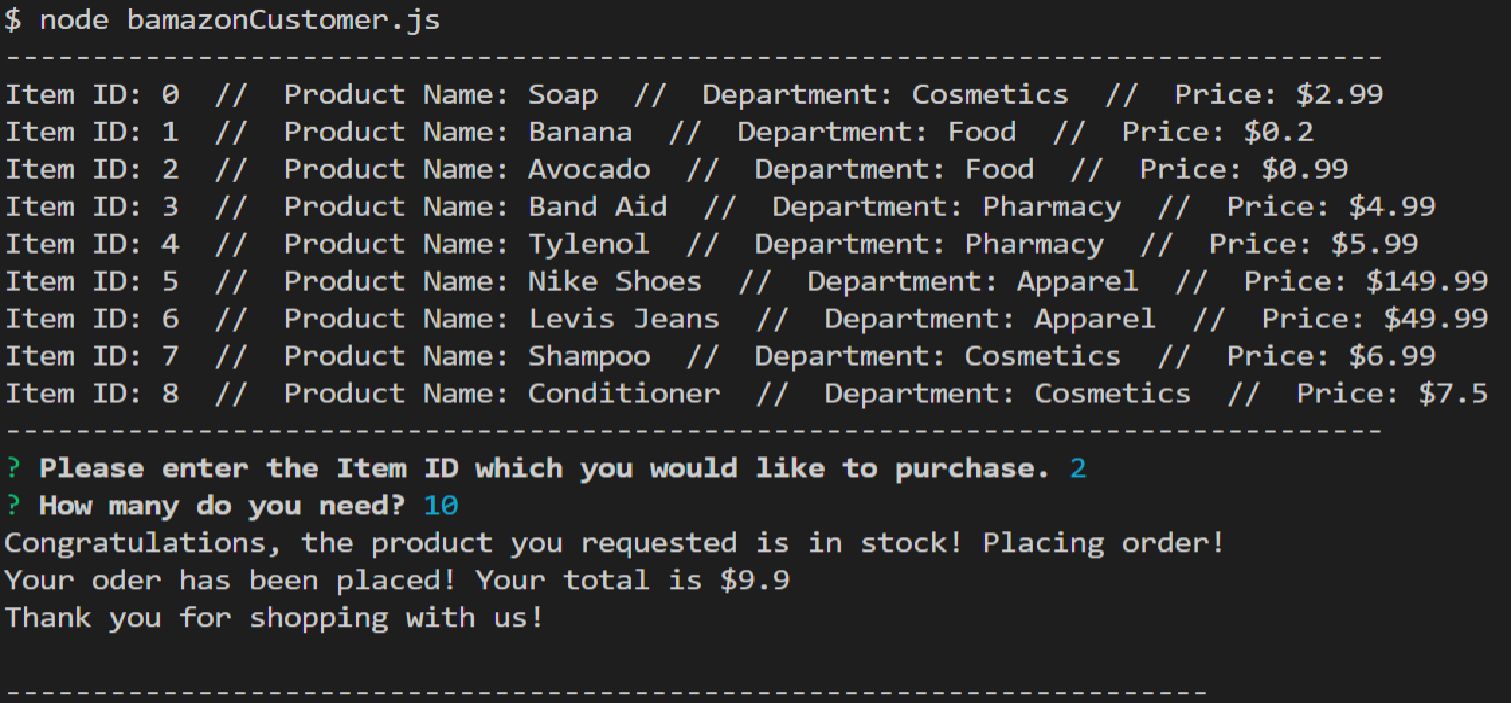 $ node bamazonCustomer.js
-------------------------------------------------------------------------------
Item ID: 0  //  Product Name: Soap  //  Department: Cosmetics  //  Price: $2.99
Item ID: 1  //  Product Name: Banana  //  Department: Food  //  Price: $0.2
Item ID: 2  //  Product Name: Avocado  //  Department: Food  //  Price: $0.99
Item ID: 3  //  Product Name: Band Aid  //  Department: Pharmacy  //  Price: $4.99
Item ID: 4  //  Product Name: Tylenol  //  Department: Pharmacy  //  Price: $5.99
Item ID: 5  //  Product Name: Nike Shoes  //  Department: Apparel  //  Price: $149.99
Item ID: 6  //  Product Name: Levis Jeans  //  Department: Apparel  //  Price: $49.99
Item ID: 7  //  Product Name: Shampoo  //  Department: Cosmetics  //  Price: $6.99
Item ID: 8  //  Product Name: Conditioner  //  Department: Cosmetics  //  Price: $7.5
-------------------------------------------------------------------------------
? Please enter the Item ID which you would like to purchase. 2
? How many do you need? 10
Congratulations, the product you requested is in stock! Placing order!
Your oder has been placed! Your total is $9.9
Thank you for shopping with us!
---------------------------------------------------------------------